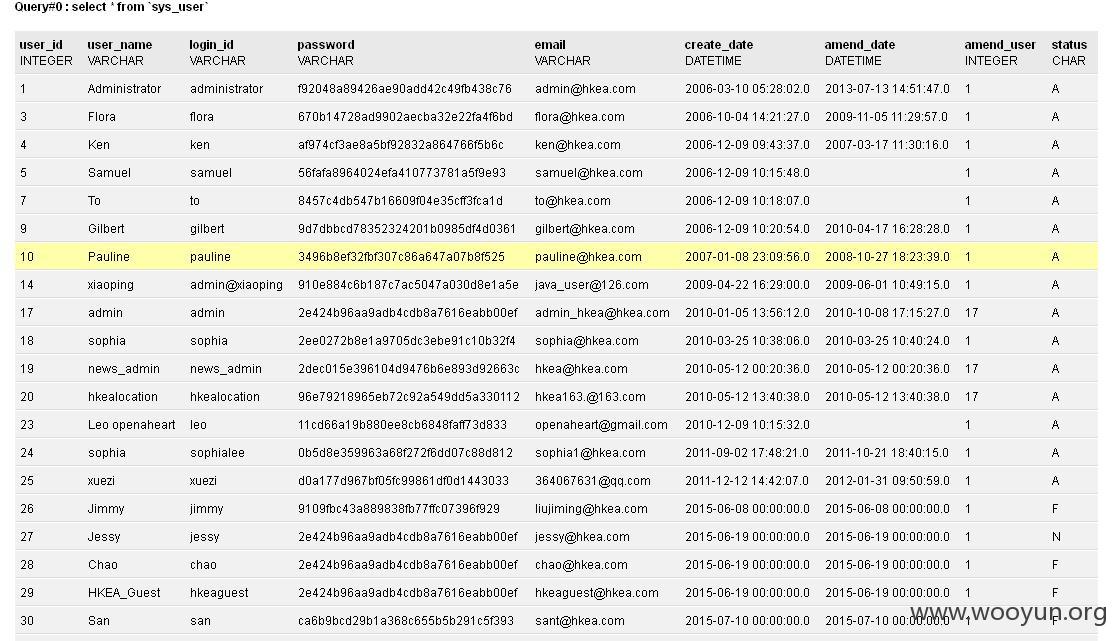 Query#0 : select * from `sys_user`
user_id user_name login_id password email create_date amend_date amend_user status
INTEGER VARCHAR VARCHAR VARCHAR VARCHAR DATETIME DATETIME INTEGER CHAR
1 Administrator administrator f92048a89426ae90add42c49fb438c76 admin@hkea.com 2006-03-10 05:28:02.0 2013-07-13 14:51:47.0 1 A
3 Flora flora 670b14728ad9902aecba32e22fa4f6bd flora@hkea.com 2006-10-04 14:21:27.0 2009-11-05 11:29:57.0 1 A
4 Ken ken af974cf3ae8a5bf92832a864766f5b6c ken@hkea.com 2006-12-09 09:43:37.0 2007-03-17 11:30:16.0 1 A
5 Samuel samuel 56fafa8964024efa410773781a5f9e93 samuel@hkea.com 2006-12-09 10:15:48.0 1 A
7 To to 8457c4db547b16609f04e35cff3fca1d to@hkea.com 2006-12-09 10:18:07.0 1 A
9 Gilbert gilbert 9d7dbbcd78352324201b0985df4d0361 gilbert@hkea.com 2006-12-09 10:20:54.0 2010-04-17 16:28:28.0 1 A
10 Pauline pauline 3496b8ef32fbf307c86a647a07b8f525 pauline@hkea.com 2007-01-08 23:09:56.0 2008-10-27 18:23:39.0 1 A
14 xiaoping admin@xiaoping 910e884c6b187c7ac5047a030d8e1a5e java_user@126.com 2009-04-22 16:29:00.0 2009-06-01 10:49:15.0 1 A
17 admin admin 2e424b96aa9adb4cdb8a7616eabb00ef admin_hkea@hkea.com 2010-01-05 13:56:12.0 2010-10-08 17:15:27.0 17 A
18 sophia sophia 2ee0272b8e1a9705dc3ebe91c10b32f4 sophia@hkea.com 2010-03-25 10:38:06.0 2010-03-25 10:40:24.0 1 A
19 news_admin news_admin 2dec015e396104d9476b6e893d92663c hkea@hkea.com 2010-05-12 00:20:36.0 2010-05-12 00:20:36.0 17 A
20 hkealocation hkealocation 96e79218965eb72c92a549dd5a330112 hkea163.@163.com 2010-05-12 13:40:38.0 2010-05-12 13:40:38.0 17 A
23 Leo openaheart leo 11cd66a19b880ee8cb6848faff73d833 openaheart@gmail.com 2010-12-09 10:15:32.0 1 A
24 sophia sophialee 0b5d8e359963a68f272f6dd07c88d812 sophia1@hkea.com 2011-09-02 17:48:21.0 2011-10-21 18:40:15.0 1 A
25 xuezi xuezi d0a177d967bf05fc99861df0d1443033 364067631@qq.com 2011-12-12 14:42:07.0 2012-01-31 09:50:59.0 1 A
26 Jimmy jimmy 9109fbc43a889838fb77ffc07396f929 liujiming@hkea.com 2015-06-08 00:00:00.0 2015-06-08 00:00:00.0 1 F
27 Jessy jessy 2e424b96aa9adb4cdb8a7616eabb00ef jessy@hkea.com 2015-06-19 00:00:00.0 2015-06-19 00:00:00.0 1 N
28 Chao chao 2e424b96aa9adb4cdb8a7616eabb00ef chao@hkea.com 2015-06-19 00:00:00.0 2015-06-19 00:00:00.0 1 F
29 HKEA_Guest hkeaguest 2e424b96aa9adb4cdb8a7616eabb00ef hkeaguest@hkea.com 2015-06-19 00:00:00.0 2015-06-19 00:00:00.0 1 F
30 San san ca6b9bcd29b1a368c655b5b291c5f393 sant@hkea.com 2015-07-10 00:00:00.0 2015-07-10 00:00:00.0 1 F
www.wooyun.org